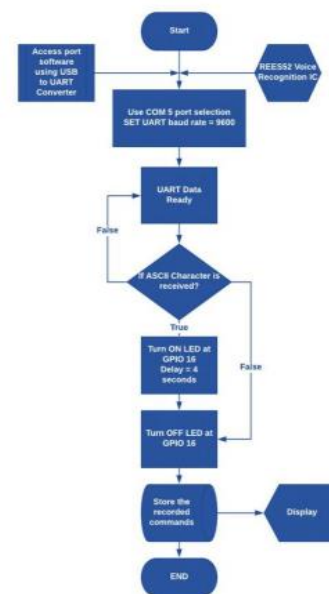 Start
Access port
software
using USB
to UART
Converter
REES52 Voice
Recognition IC
Use COM 5 port selection
SET UART baud rate = 9600
UART Data
Ready
False
If ASCII Character is
received?
True
Turn ON LED at
GPIO 16
Delay = 4
seconds
False
Turn OFF LED at
GPIO 16
Store the
recorded
commands
Display
END